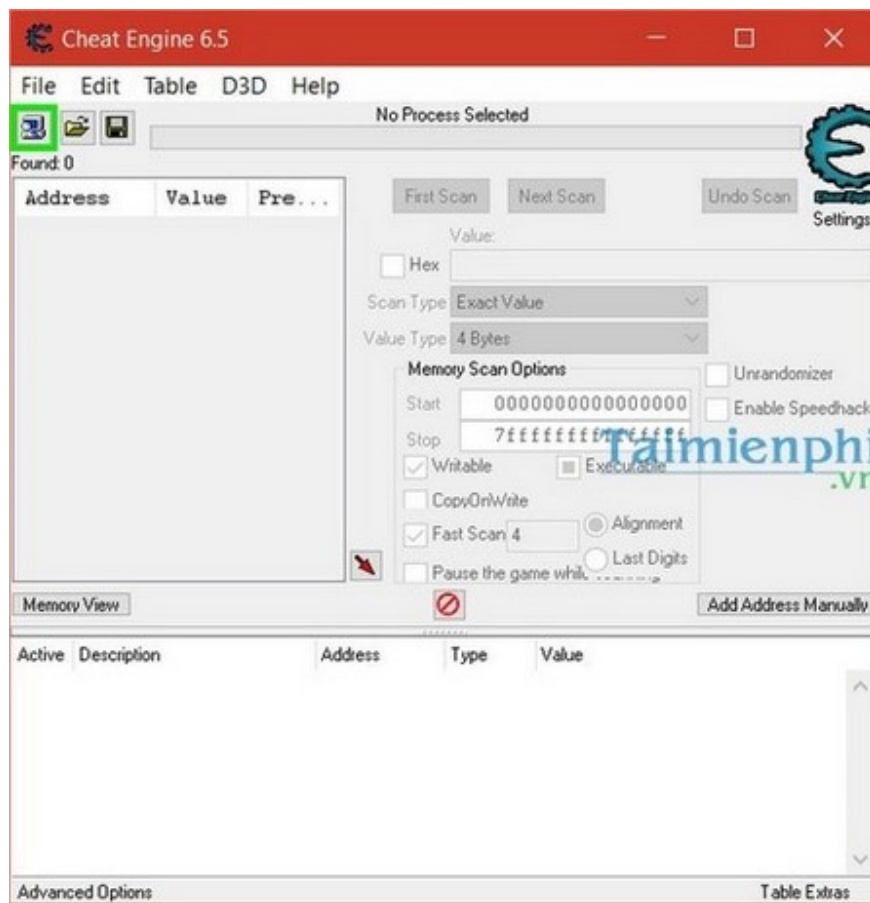 Cheat Engine 6.5
File Edit Table D3D Help
No Process Selected
Found: 0
Address Value Pre...
First Scan Next Scan Undo Scan
Settings
Value:
Hex
Scan Type Exact Value
Value Type 4 Bytes
Memory Scan Options
Unrandomizer
Start 0000000000000000
Enable Speedhack
Stop
Taimienphi
.vn
Writable Executable
CopyOnWrite
Fast Scan 4 Alignment
Last Digits
Pause the game while
Memory View Add Address Manually
Active Description Address Type Value
Advanced Options Table Extras